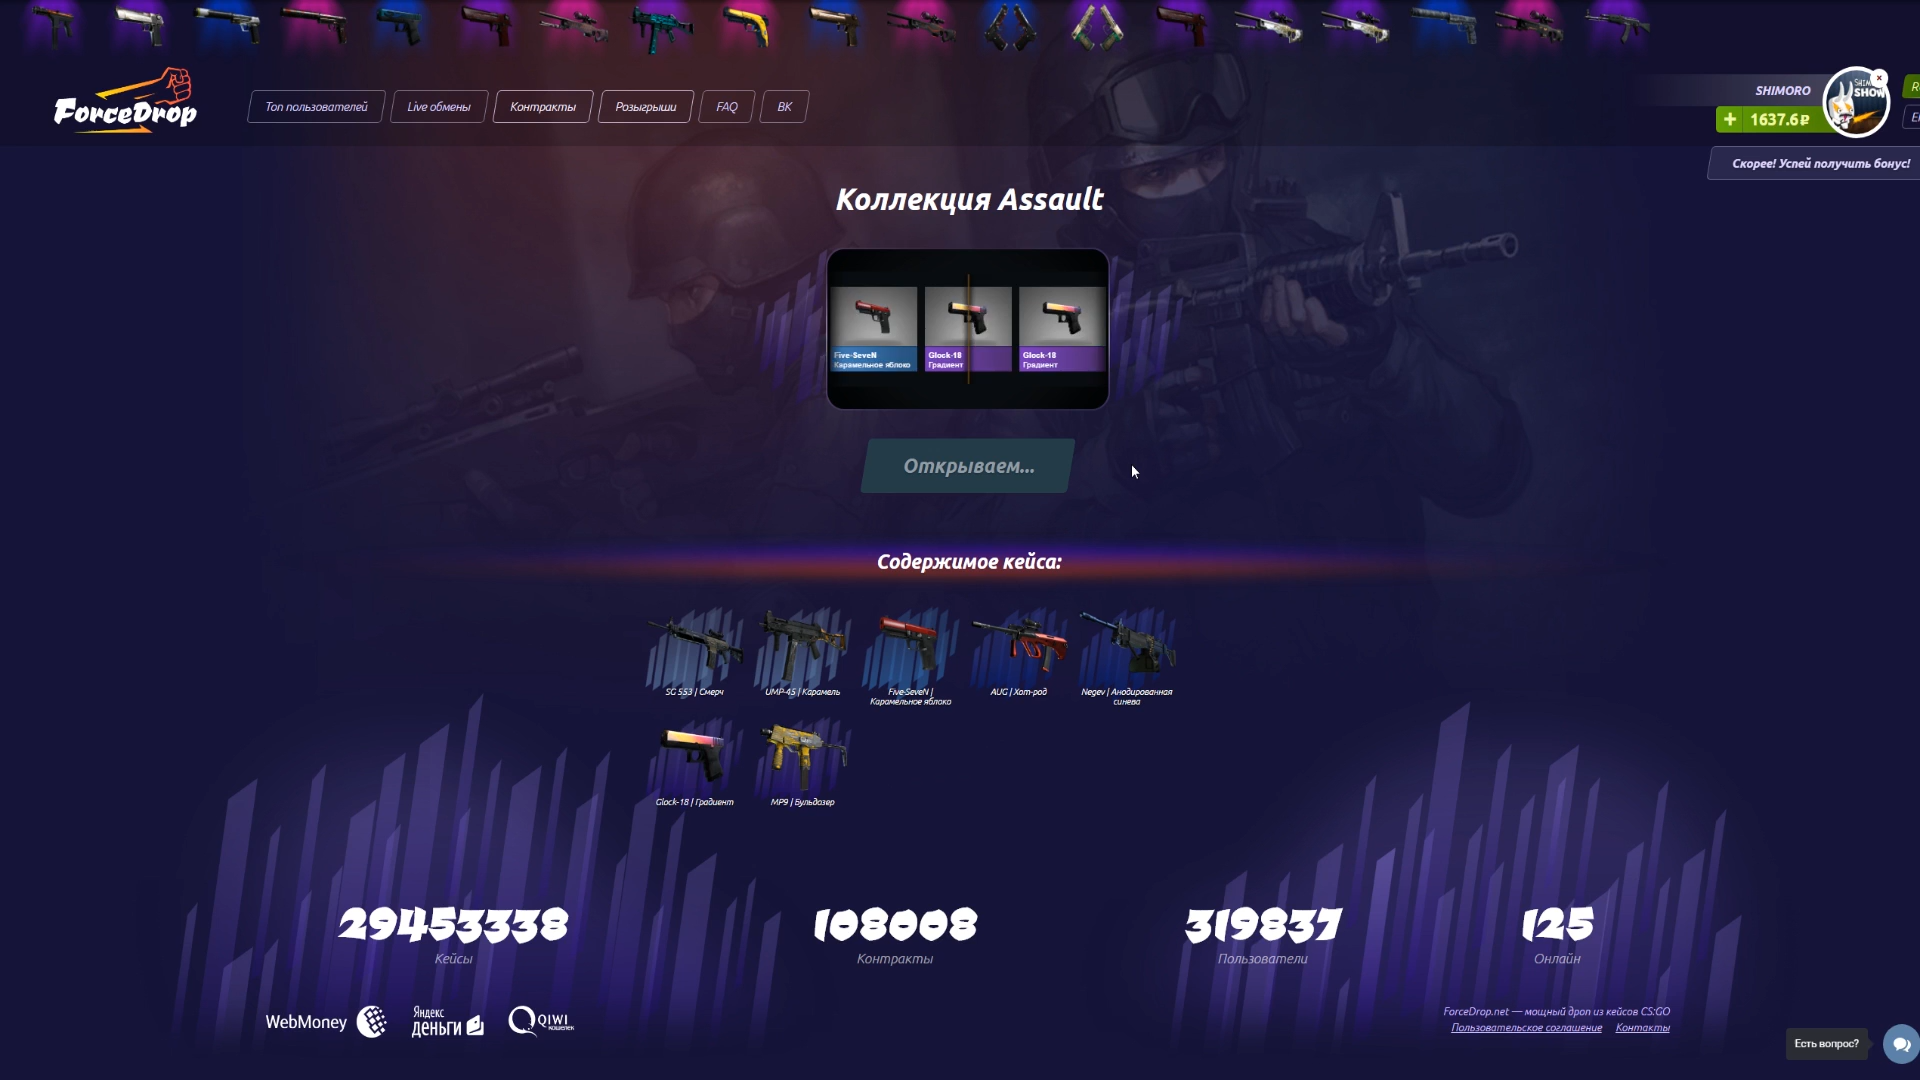 ForceDrop
Топ пользователей
Live обмены
Контракты
Розыгрыши
FAQ
ВК
SHIMORO
SHOW
+ 1637.6₽
Скорее! Успей получить бонус!
Коллекция Assault
Five-SeveN
Карамельное яблоко
Glock-18
Градиент
Glock-18
Градиент
Открываем...
Содержимое кейса:
SG 553 | Смерч
UMP-45 | Карамель
Five-SeveN |
Карамельное яблоко
AUG | Хот-род
Negev | Анодированная
синева
Glock-18 | Градиент
MP9 | Бульдозер
29453338
Кейсы
108008
Контракты
319837
Пользователи
125
Онлайн
WebMoney
Яндекс
деньги
QIWI
кошелек
ForceDrop.net — мощный дроп из кейсов CS:GO
Пользовательское соглашение
Контакты
Есть вопрос?